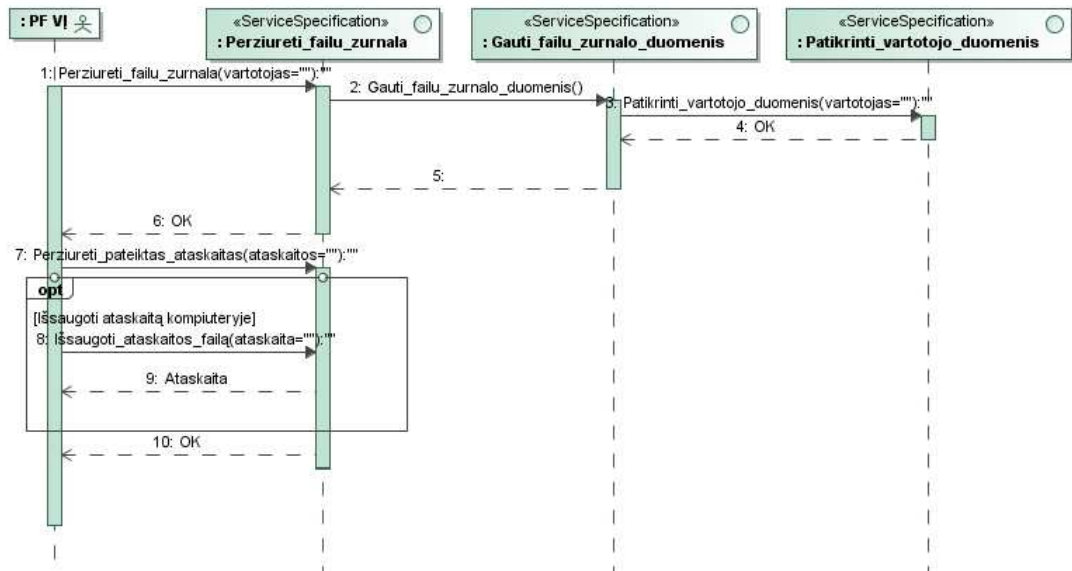 : PF VĮ
«ServiceSpecification»
: Perziureti_failu_zurnala
«ServiceSpecification»
: Gauti_failu_zurnalo_duomenis
«ServiceSpecification»
: Patikrinti_vartotojo_duomenis
1: Perziureti_failu_zurnala(vartotojas=""):""
2: Gauti_failu_zurnalo_duomenis()
3: Patikrinti_vartotojo_duomenis(vartotojas=""):""
4: OK
5:
6: OK
7: Perziureti_pateiktas_ataskaitas(ataskaitos=""):""
opt
[Išsaugoti ataskaitą kompiuteryje]
8: Išsaugoti_ataskaitos_failą(ataskaita=""):""
9: Ataskaita
10: OK